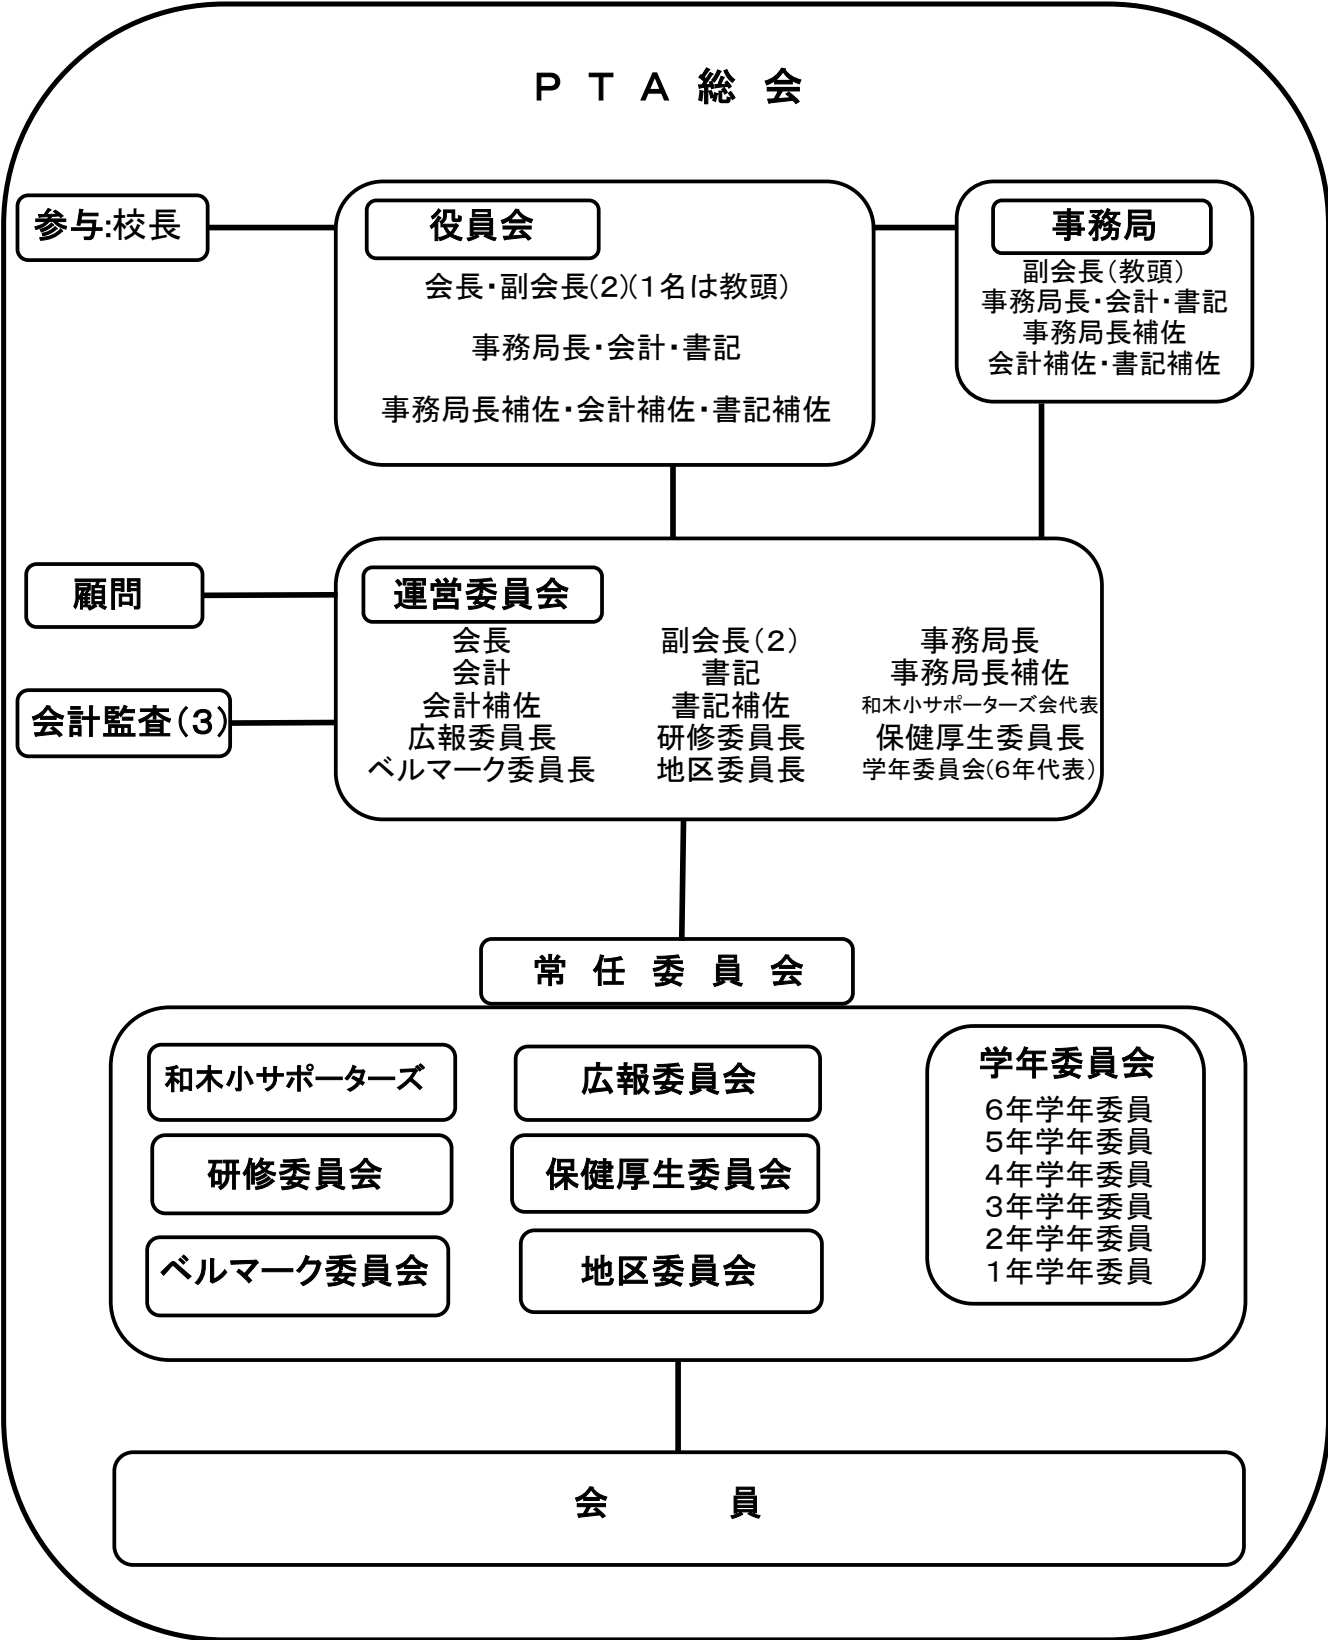 ＰＴＡ総会
参与:校長
役員会
会長・副会長(２)(１名は教頭)
事務局長・会計・書記
事務局長補佐・会計補佐・書記補佐
事務局
副会長(教頭)
事務局長・会計・書記
事務局長補佐
会計補佐・書記補佐
顧問
会計監査(３)
運営委員会
会長 副会長(２) 事務局長
会計 書記 事務局長補佐
会計補佐 書記補佐 和木小サポーターズ会代表
広報委員長 研修委員長 保健厚生委員長
ベルマーク委員長 地区委員長 学年委員会(６年代表)
常任委員会
和木小サポーターズ
広報委員会
研修委員会
保健厚生委員会
ベルマーク委員会
地区委員会
学年委員会
６年学年委員
５年学年委員
４年学年委員
３年学年委員
２年学年委員
１年学年委員
会員